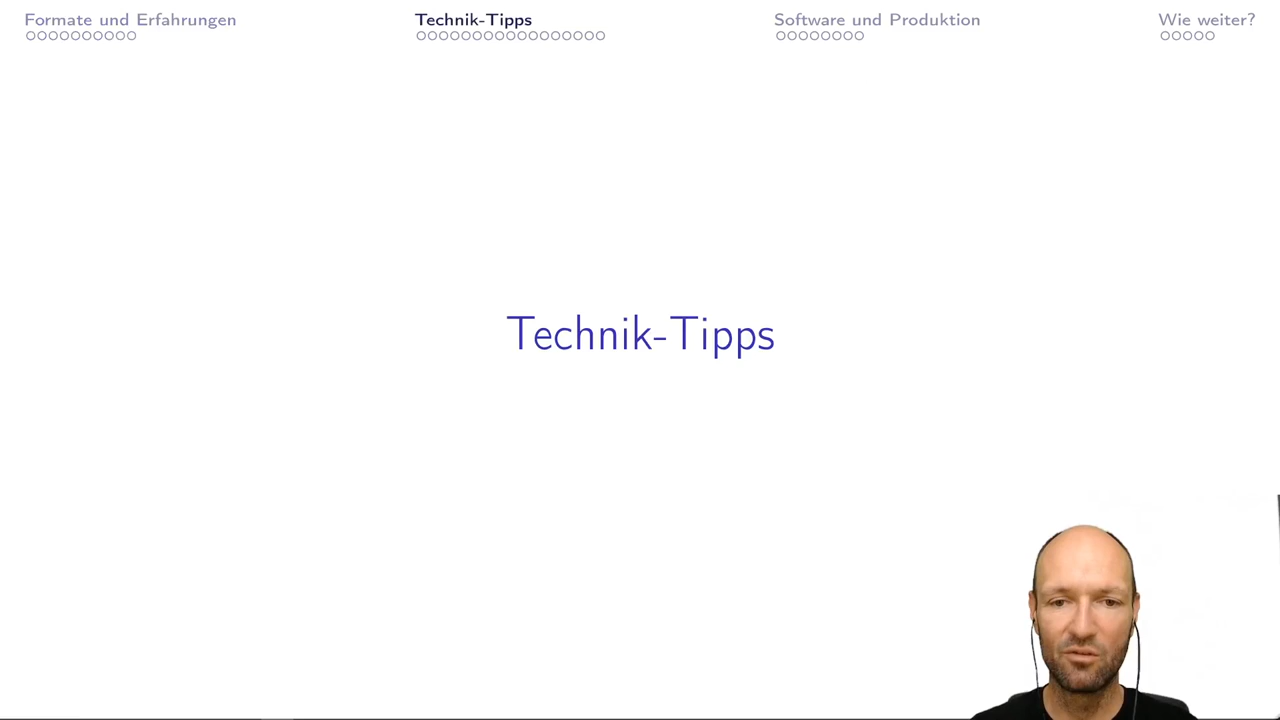 Formate und Erfahrungen
Technik-Tipps
Software und Produktion
Wie weiter?
Technik-Tipps